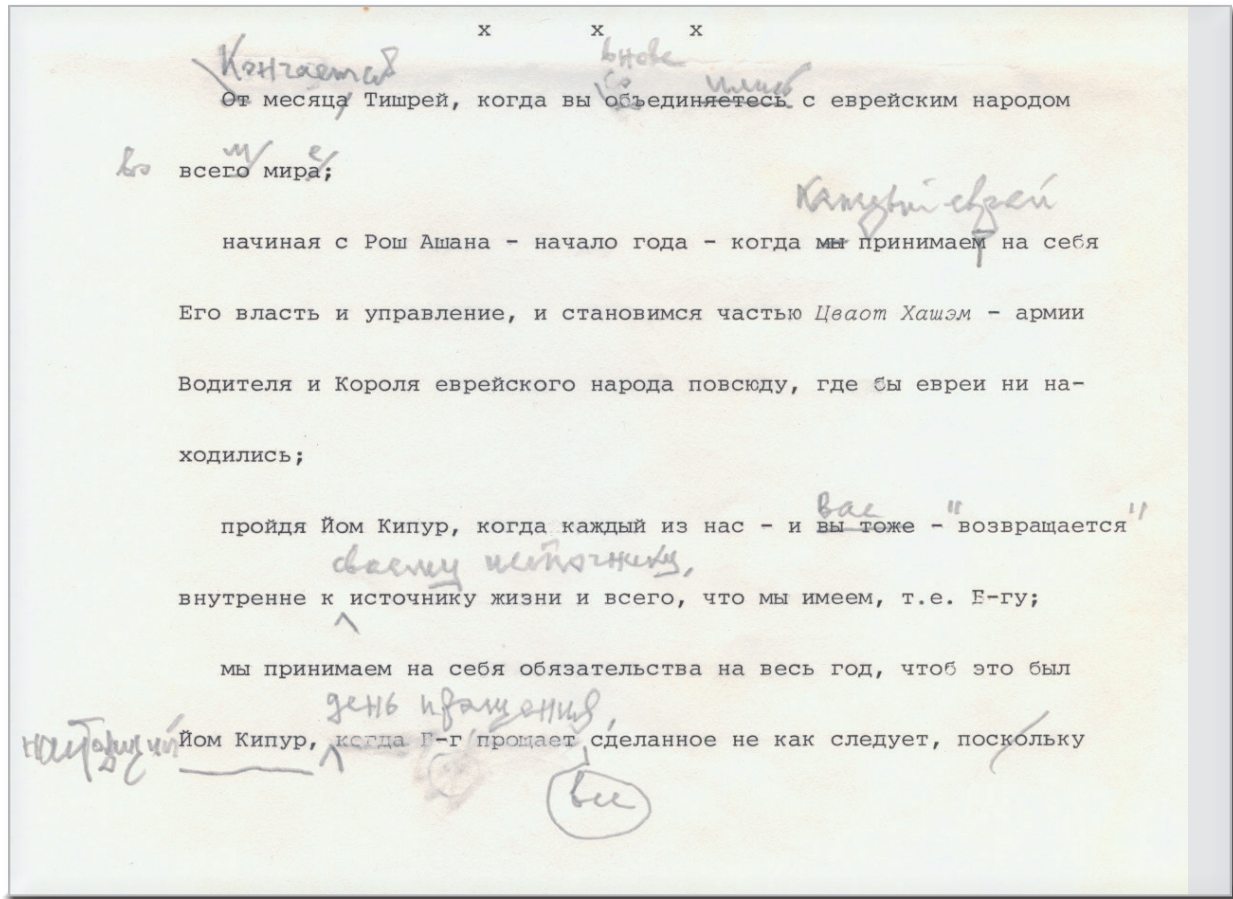 х х х
вновь
Кончается со ились
От месяца Тишрей, когда вы объединяетесь с еврейским народом
во м е
всего мира;
каждый еврей
начиная с Рош Ашана - начало года - когда мы принимаем на себя
Его власть и управление, и становимся частью Цваот Хашэм - армии
Водителя и Короля еврейского народа повсюду, где бы евреи ни на-
ходились;
вас
пройдя Йом Кипур, когда каждый из нас - и вы тоже - "возвращается"
своему источнику,
внутренне к источнику жизни и всего, что мы имеем, т.е. Б-гу;
мы принимаем на себя обязательства на весь год, чтоб это был
день прощения,
настоящий Йом Кипур, когда Б-г прощает сделанное не как следует, поскольку
все